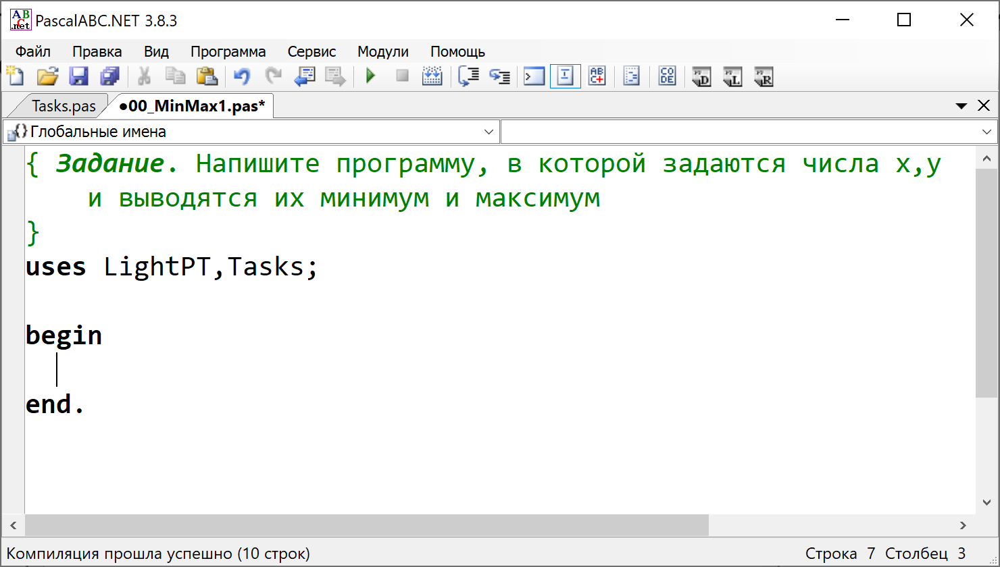 PascalABC.NET 3.8.3
Файл Правка Вид Программа Сервис Модули Помощь
Tasks.pas ●00_MinMax1.pas*
Глобальные имена
{ Задание. Напишите программу, в которой задаются числа x,y
и выводятся их минимум и максимум
}
uses LightPT,Tasks;
begin
end.
Компиляция прошла успешно (10 строк) Строка 7 Столбец 3